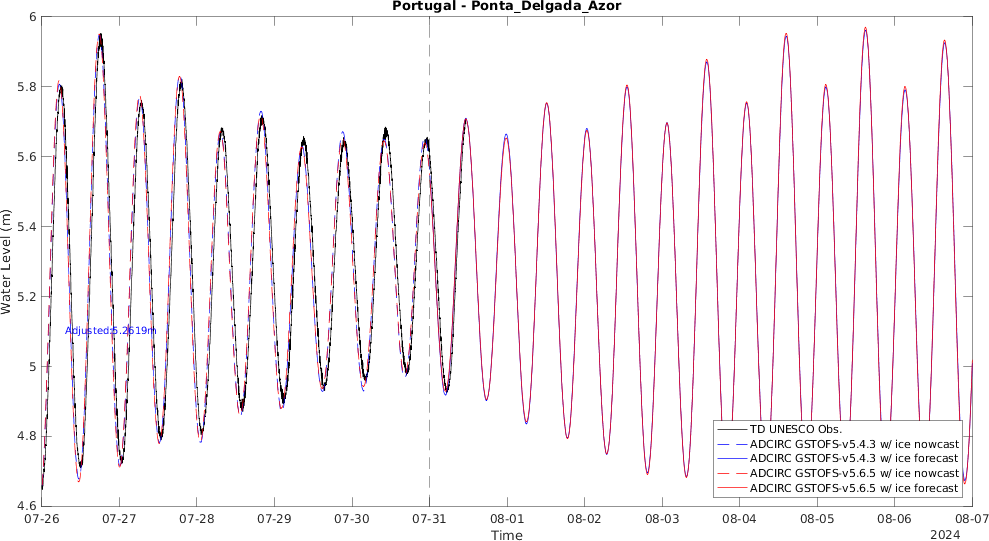 Portugal - Ponta_Delgada_Azor
6
5.8
5.6
5.4
5.2
5
4.8
4.6
Water Level (m)
Adjusted:5.2619m
TD UNESCO Obs.
ADCIRC GSTOFS-v5.4.3 w/ ice nowcast
ADCIRC GSTOFS-v5.4.3 w/ ice forecast
ADCIRC GSTOFS-v5.6.5 w/ ice nowcast
ADCIRC GSTOFS-v5.6.5 w/ ice forecast
07-26 07-27 07-28 07-29 07-30 07-31 08-01 08-02 08-03 08-04 08-05 08-06 08-07
Time
2024